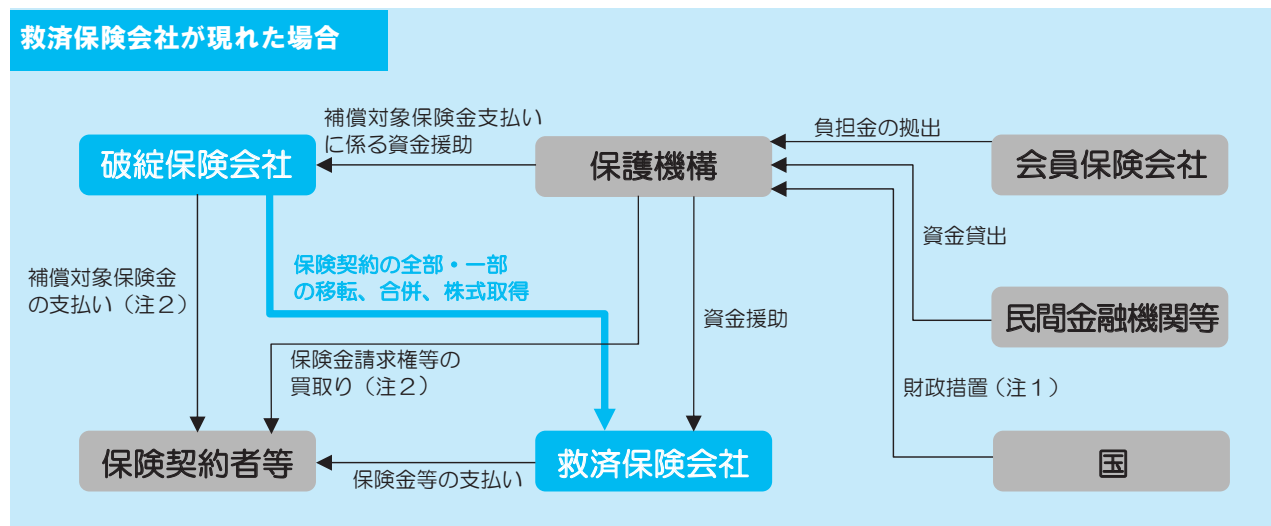 救済保険会社が現れた場合
補償対象保険金支払い
に係る資金援助
負担金の拠出
破綻保険会社
保護機構
会員保険会社
資金貸出
保険契約の全部・一部
の移転、合併、株式取得
補償対象保険金
の支払い（注２）
資金援助
民間金融機関等
保険金請求権等の
買取り（注２）
財政措置（注１）
保険契約者等
救済保険会社
国
保険金等の支払い